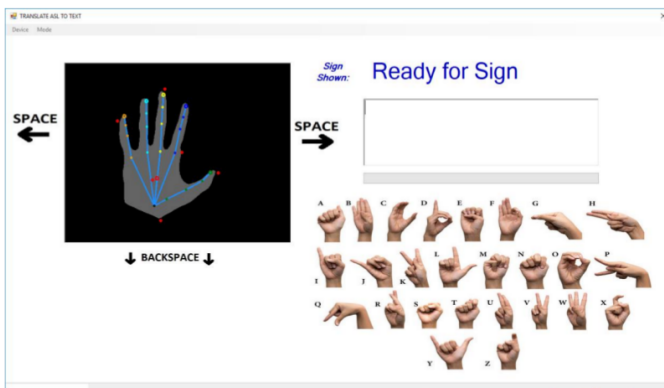 TRANSLATE ASL TO TEXT
Device Mode
Sign Shown:
Ready for Sign
SPACE
SPACE
BACKSPACE
A B C D E F G H
I J K L M N O P
Q R S T U V W X
Y Z